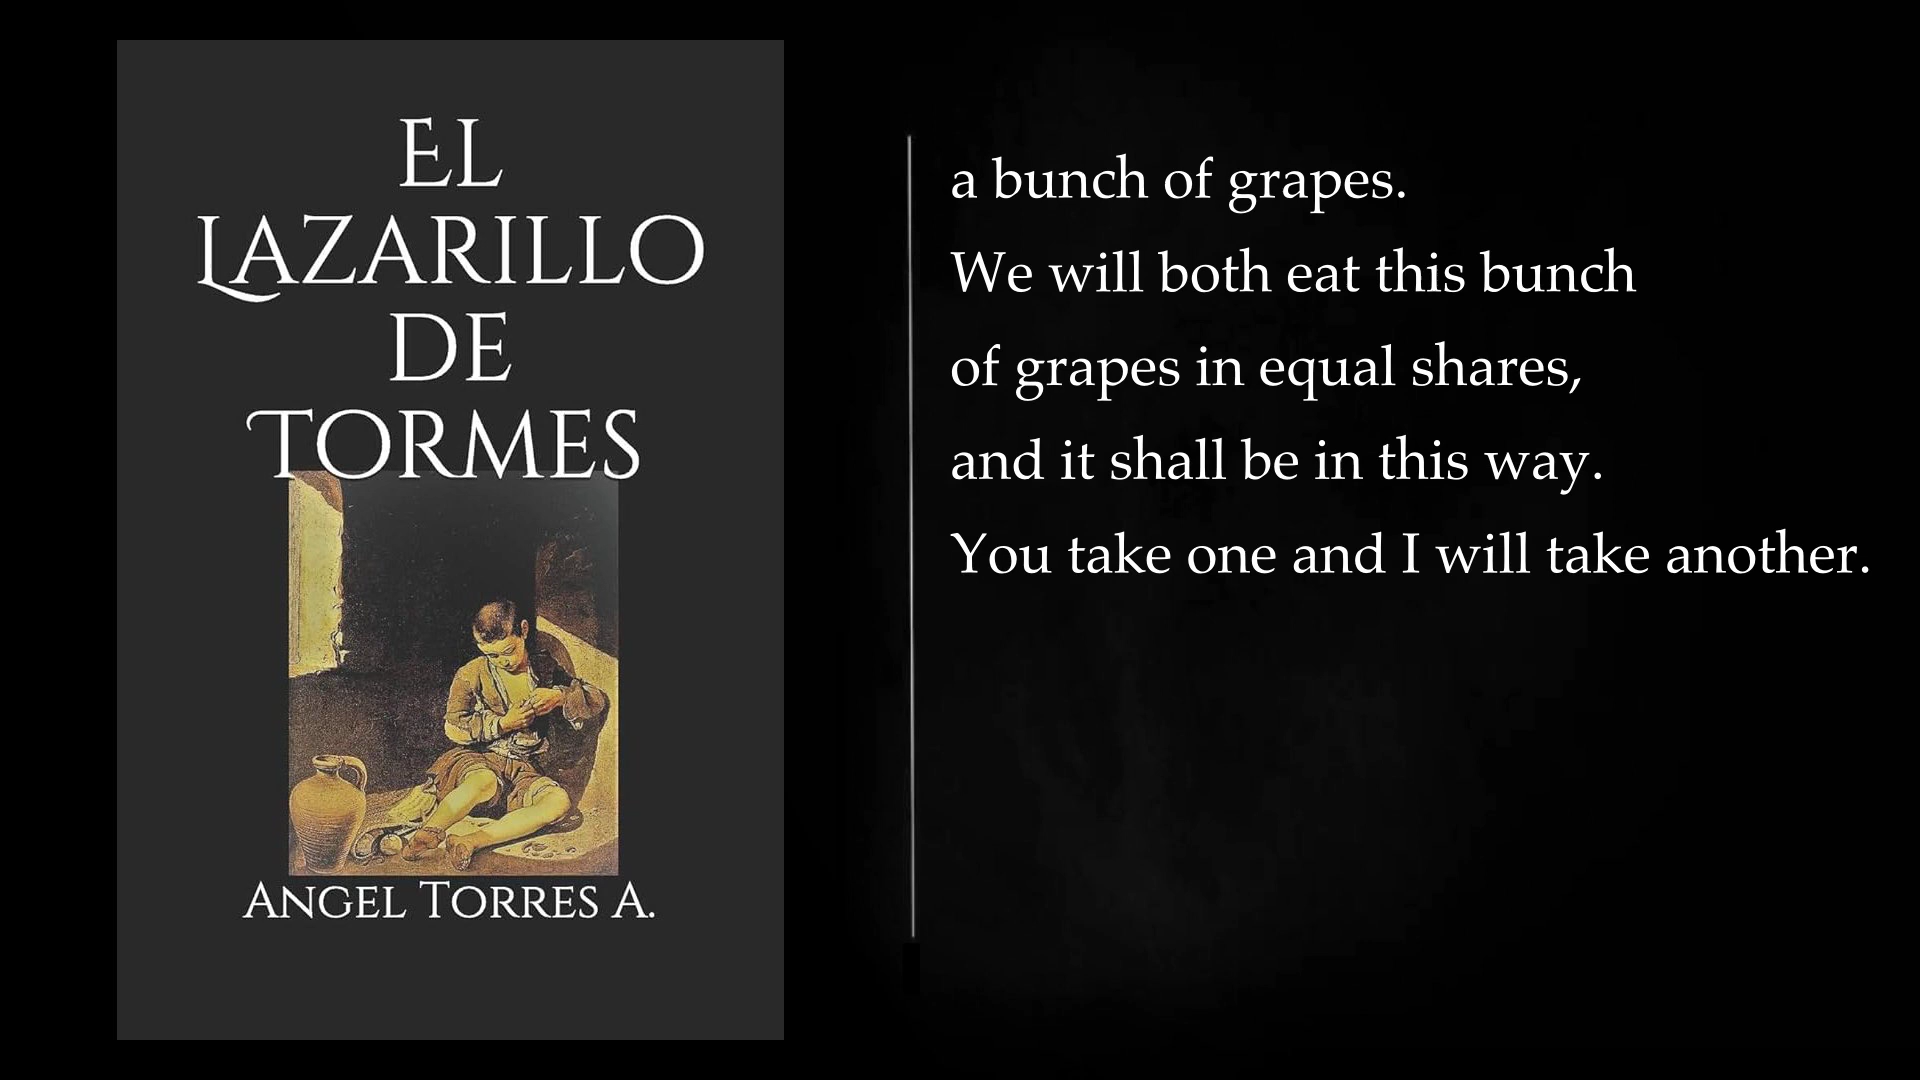 EL
LAZARILLO
DE
TORMES
ANGEL TORRES A.
a bunch of grapes.
We will both eat this bunch
of grapes in equal shares,
and it shall be in this way.
You take one and I will take another.